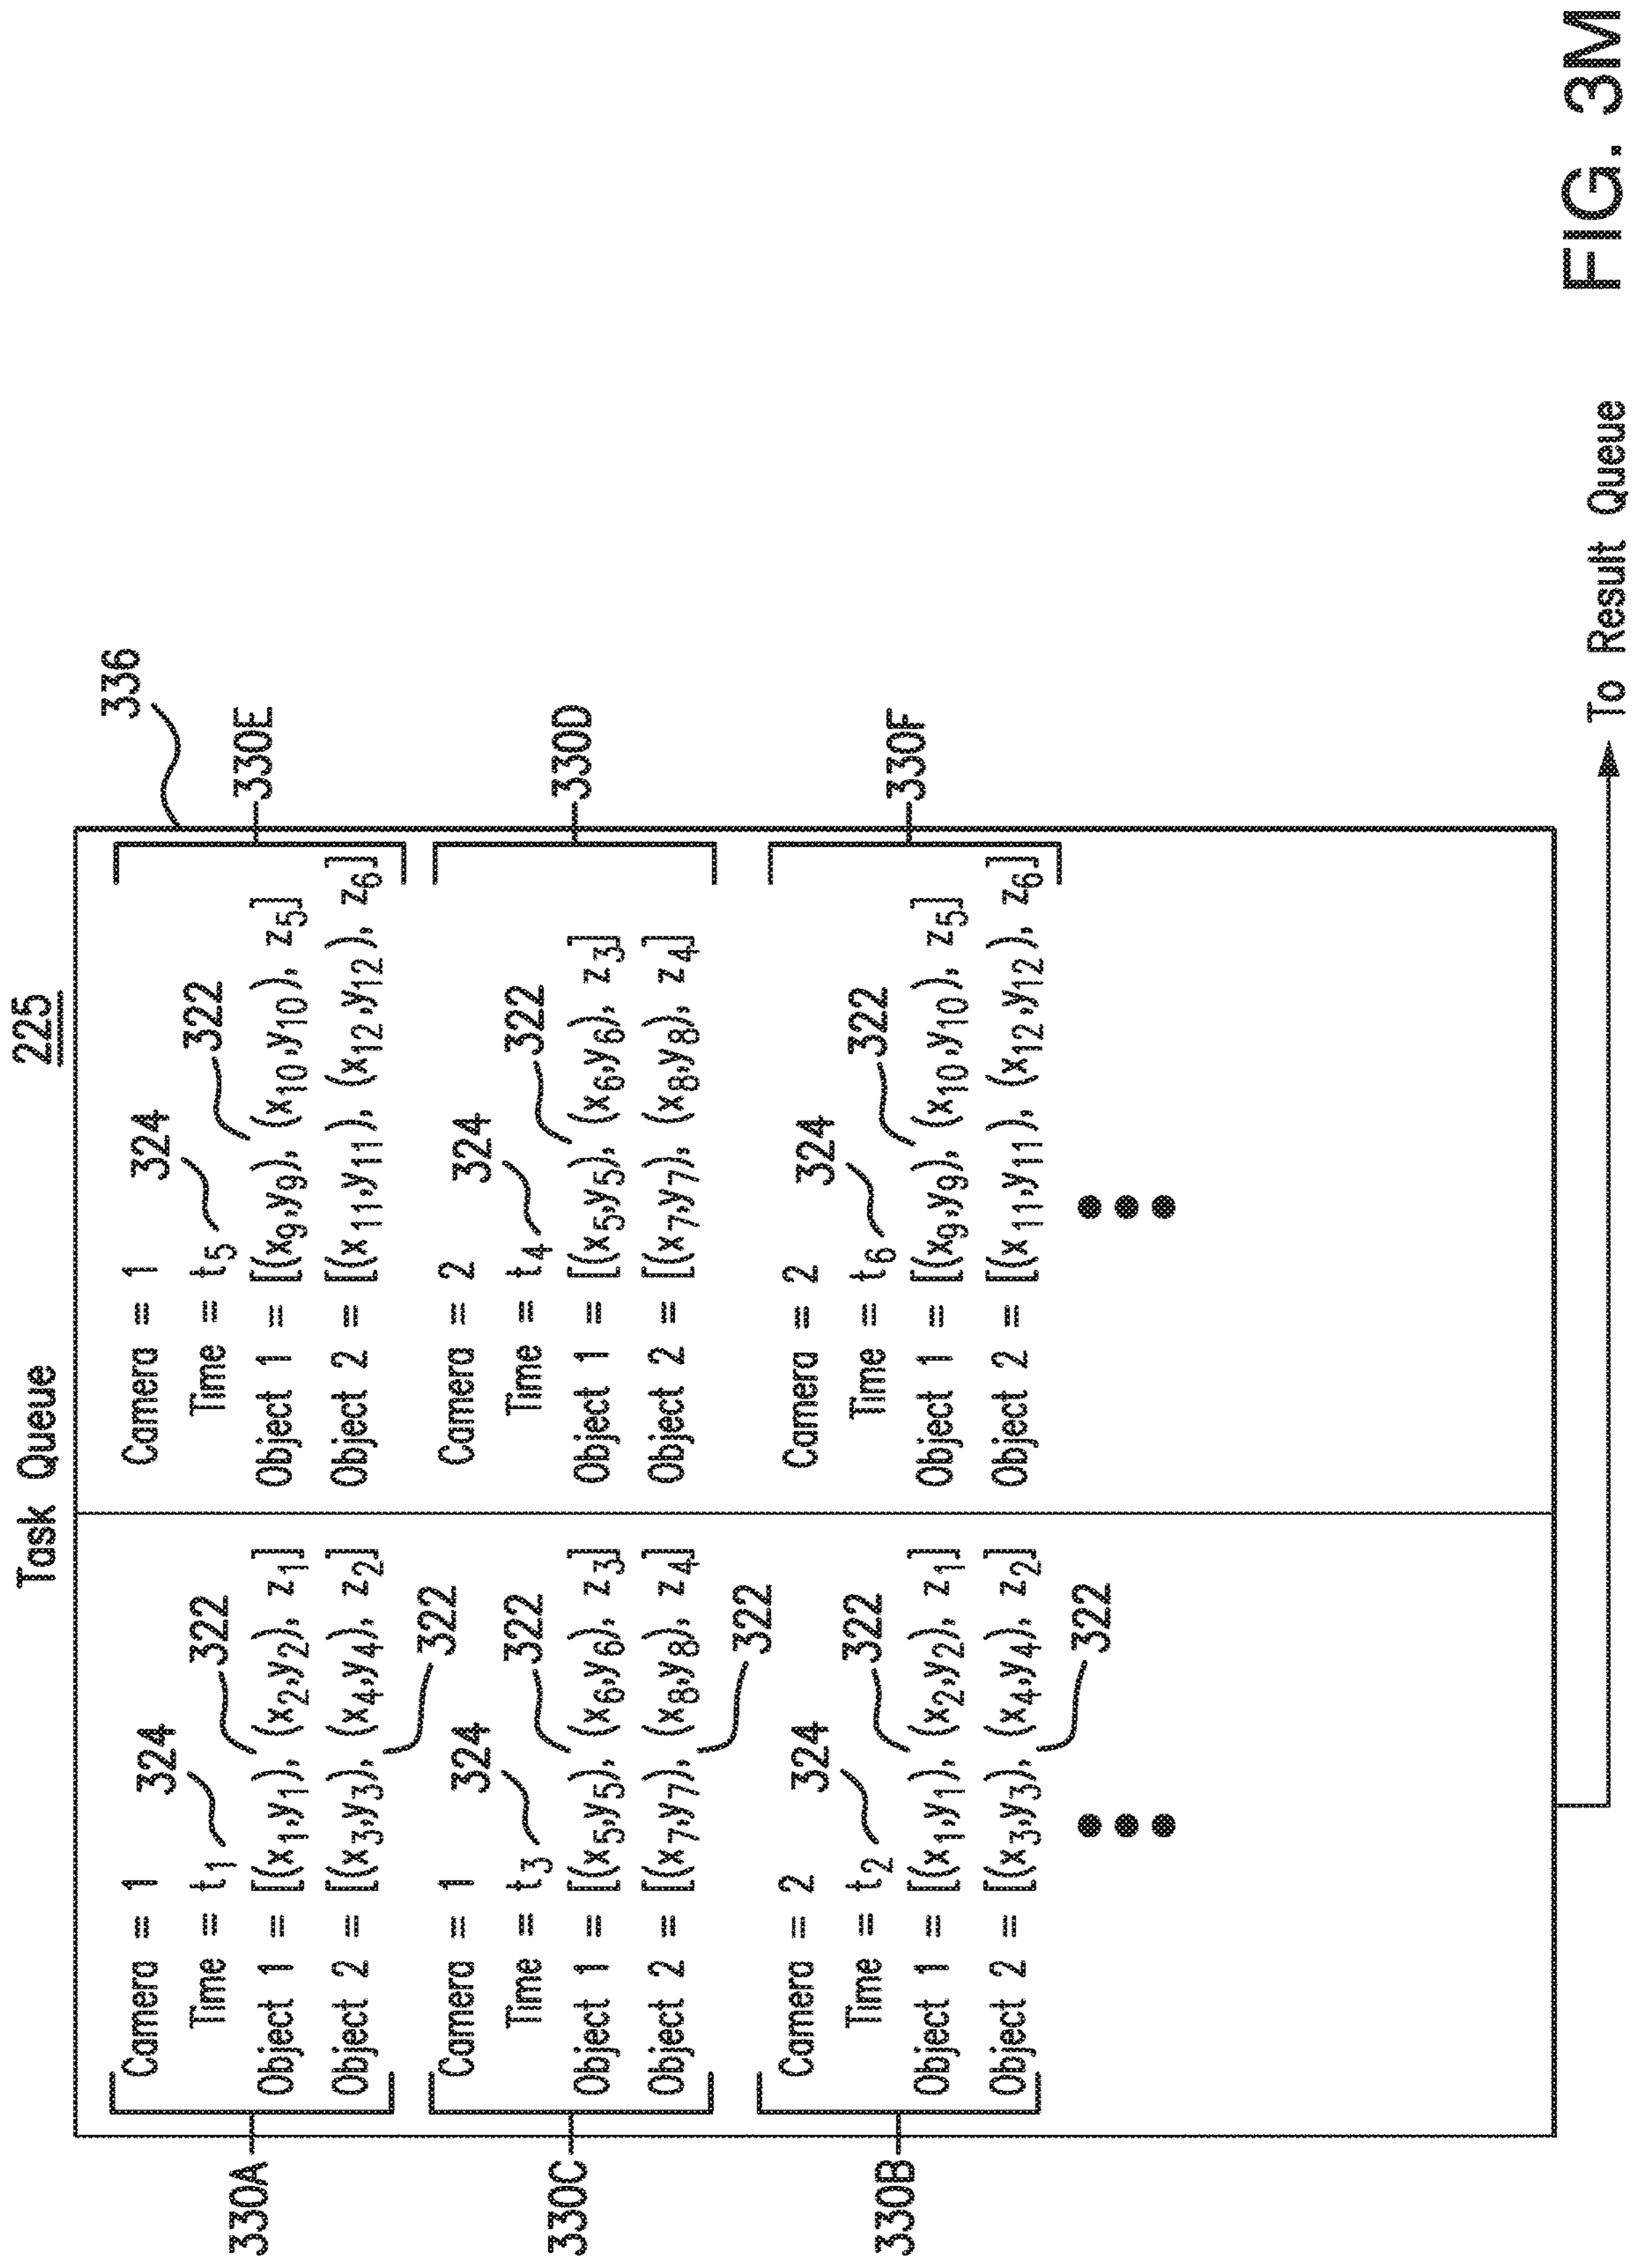 Task Queue
225
336
330A
Camera = 1
324
Time = t₁
322
Object 1 = [(x₁,y₁), (x₂,y₂), z₁]
Object 2 = [(x₃,y₃), (x₄,y₄), z₂]
322
330C
Camera = 1
324
Time = t₃
322
Object 1 = [(x₅,y₅), (x₆,y₆), z₃]
Object 2 = [(x₇,y₇), (x₈,y₈), z₄]
322
330B
Camera = 2
324
Time = t₂
322
Object 1 = [(x₁,y₁), (x₂,y₂), z₁]
Object 2 = [(x₃,y₃), (x₄,y₄), z₂]
322
330E
Camera = 1
324
Time = t₅
322
Object 1 = [(x₉,y₉), (x₁₀,y₁₀), z₅]
Object 2 = [(x₁₁,y₁₁), (x₁₂,y₁₂), z₆]
330D
Camera = 2
324
Time = t₄
322
Object 1 = [(x₅,y₅), (x₆,y₆), z₃]
Object 2 = [(x₇,y₇), (x₈,y₈), z₄]
330F
Camera = 2
324
Time = t₆
322
Object 1 = [(x₉,y₉), (x₁₀,y₁₀), z₅]
Object 2 = [(x₁₁,y₁₁), (x₁₂,y₁₂), z₆]
To Result Queue
FIG. 3M